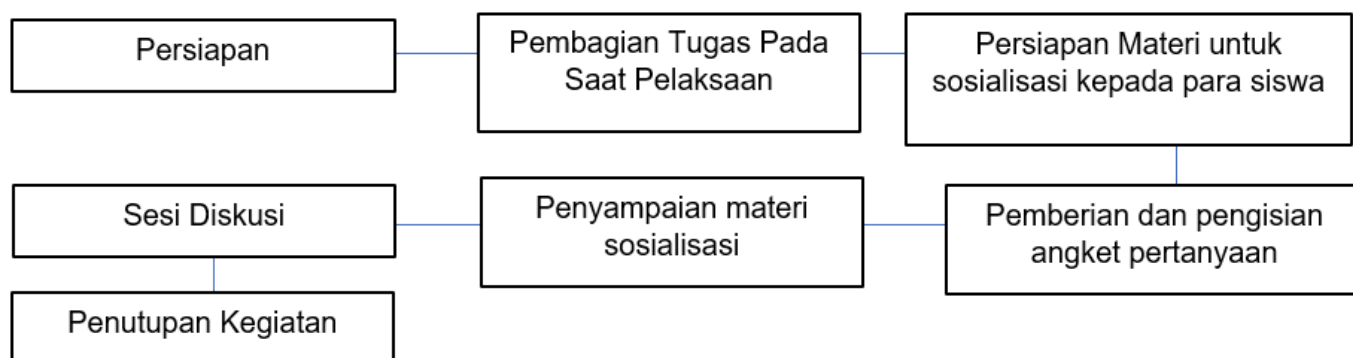 Persiapan
Pembagian Tugas Pada
Saat Pelaksaan
Persiapan Materi untuk
sosialisasi kepada para siswa
Sesi Diskusi
Penyampaian materi
sosialisasi
Pemberian dan pengisian
angket pertanyaan
Penutupan Kegiatan